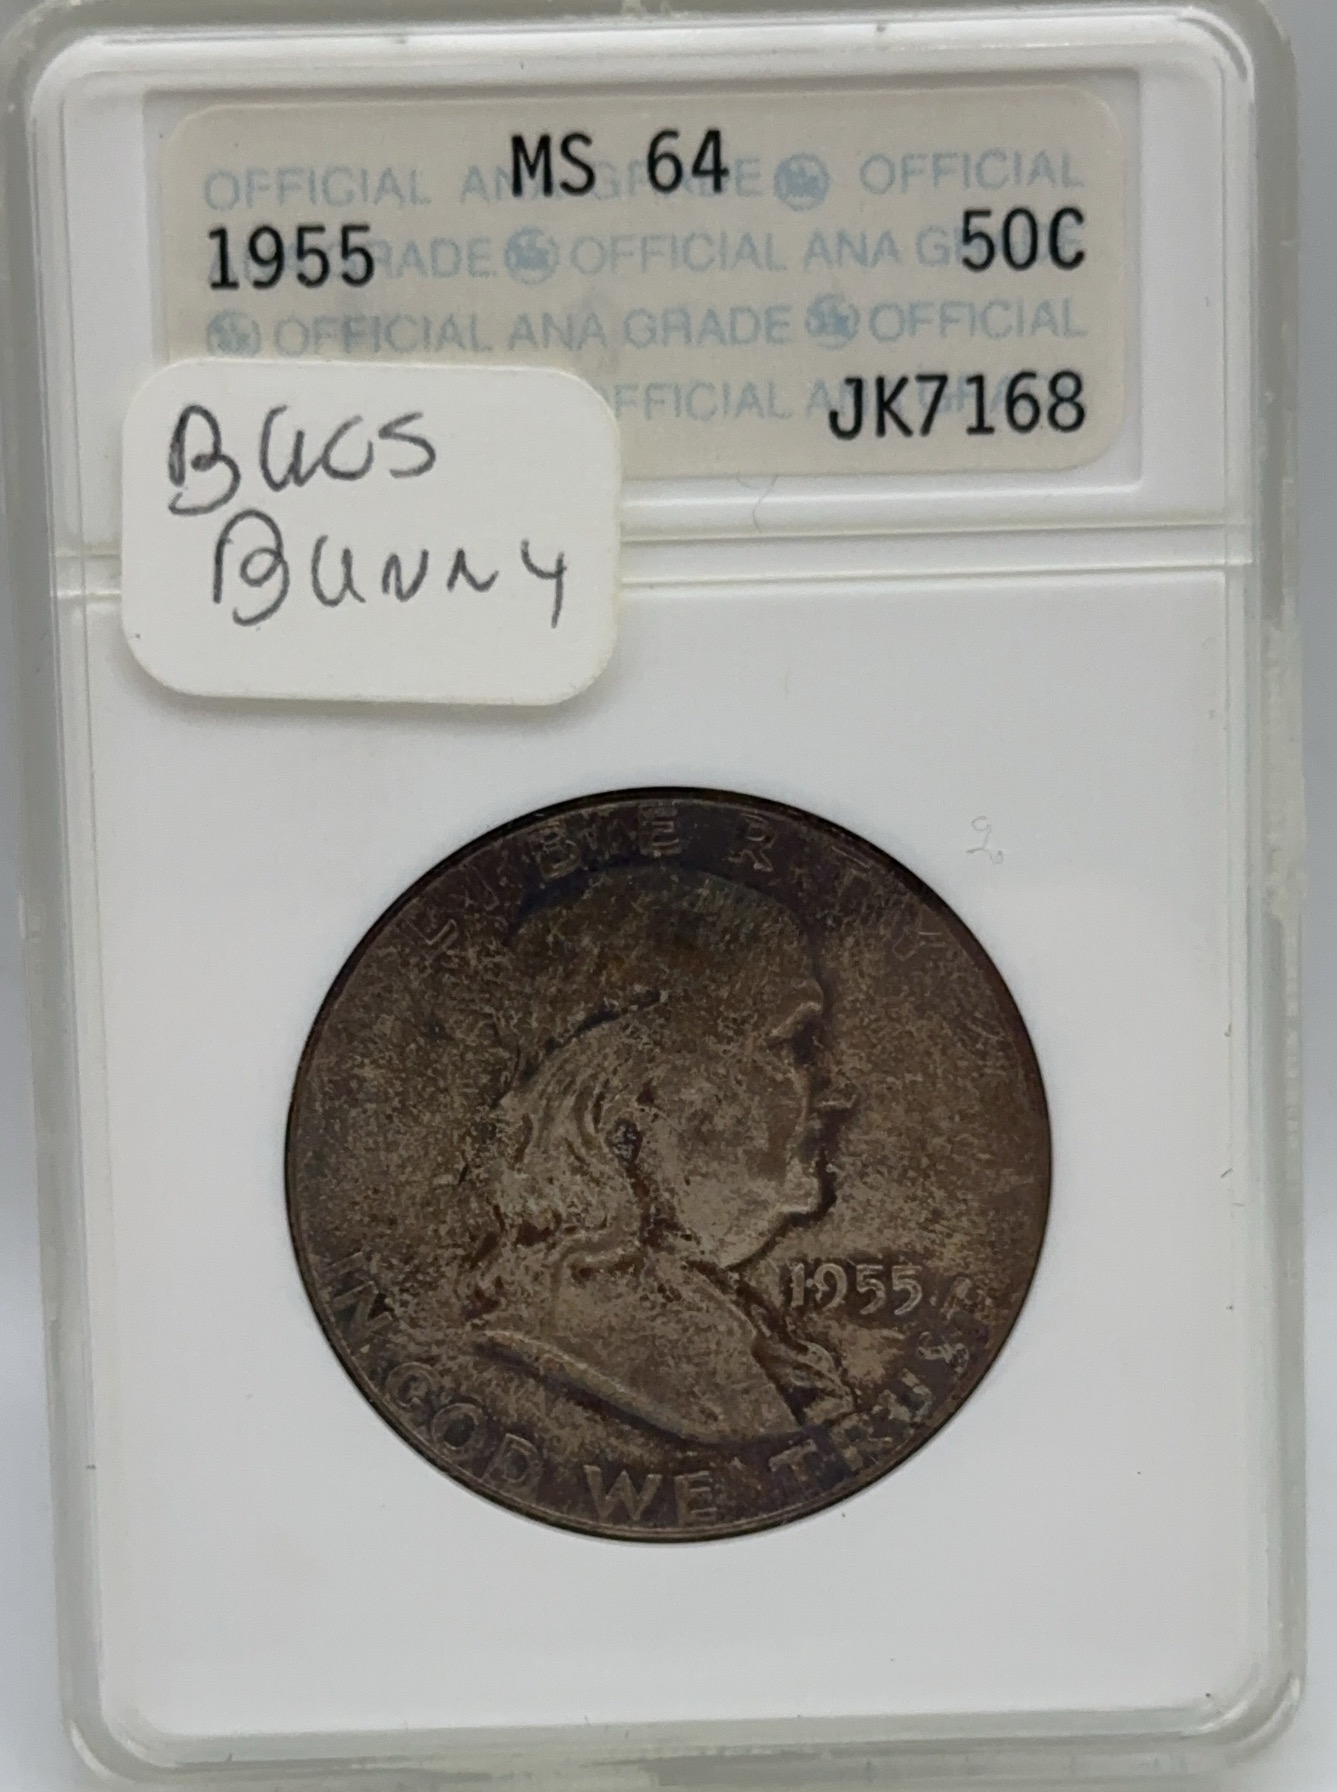 MS 64
OFFICIAL ANA GRADE OFFICIAL
1955 50C
GRADE OFFICIAL ANA
OFFICIAL ANA GRADE OFFICIAL
OFFICIAL
JK7168
BUGS
BUNNY
LIBERTY
1955
IN GOD WE TRUST